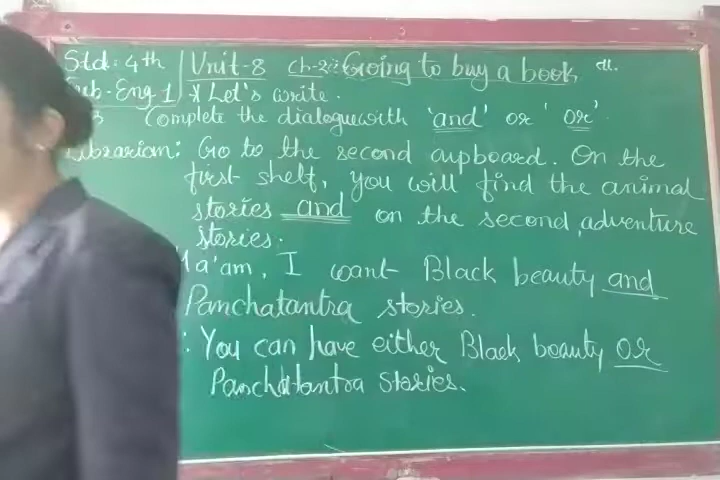 Std: 4th Unit-8 ch-2: Going to buy a book
Sub-Eng 1 * Let's write.
Complete the dialogue with 'and' or 'or'.
Librarian: Go to the second cupboard. On the
first shelf, you will find the animal
stories and on the second, adventure
stories.
Ma'am, I want Black beauty and
Panchatantra stories.
: You can have either Black beauty or
Panchatantra stories.